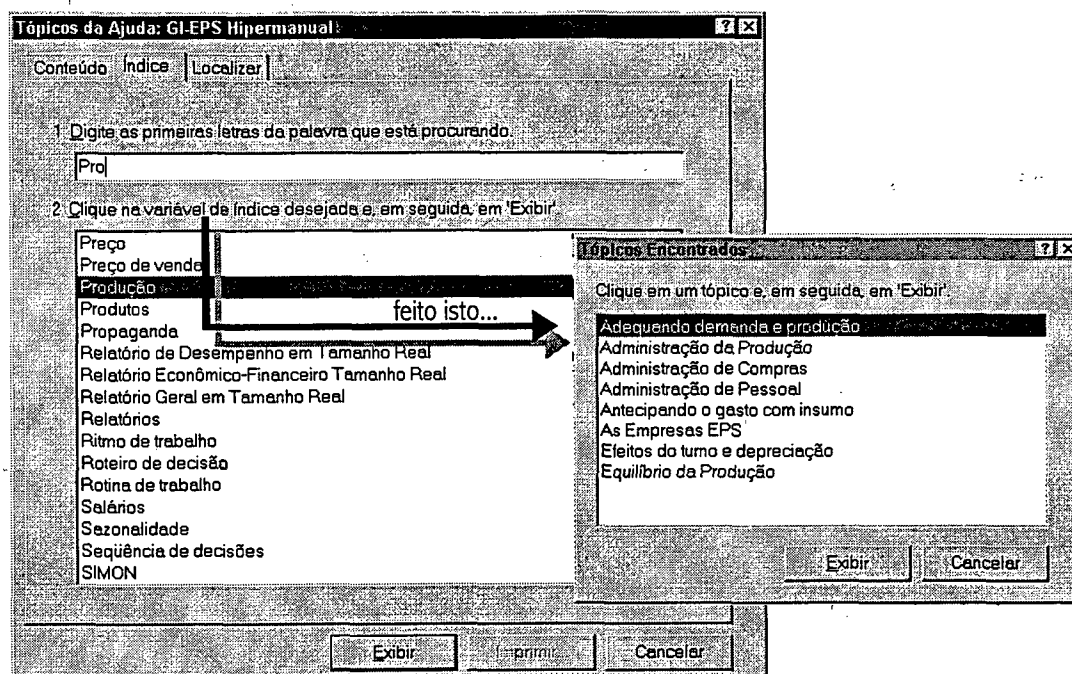 Tópicos da Ajuda: GI-EPS Hipermanual
Conteúdo Índice Localizar
1 Digite as primeiras letras da palavra que está procurando.
Pro
2 Clique na variável de índice desejada e, em seguida, em 'Exibir'.
Preço
Preço de venda
Produção
Produtos
Propaganda
Relatório de Desempenho em Tamanho Real
Relatório Econômico-Financeiro Tamanho Real
Relatório Geral em Tamanho Real
Relatórios
Ritmo de trabalho
Roteiro de decisão
Rotina de trabalho
Salários
Sazonalidade
Seqüência de decisões
SIMON
Exibir Imprimir... Cancelar
feito isto...
Tópicos Encontrados
Clique em um tópico e, em seguida, em 'Exibir'.
Adequando demanda e produção
Administração da Produção
Administração de Compras
Administração de Pessoal
Antecipando o gasto com insumo
As Empresas EPS
Efeitos do turno e depreciação
Equilíbrio da Produção
Exibir Cancelar